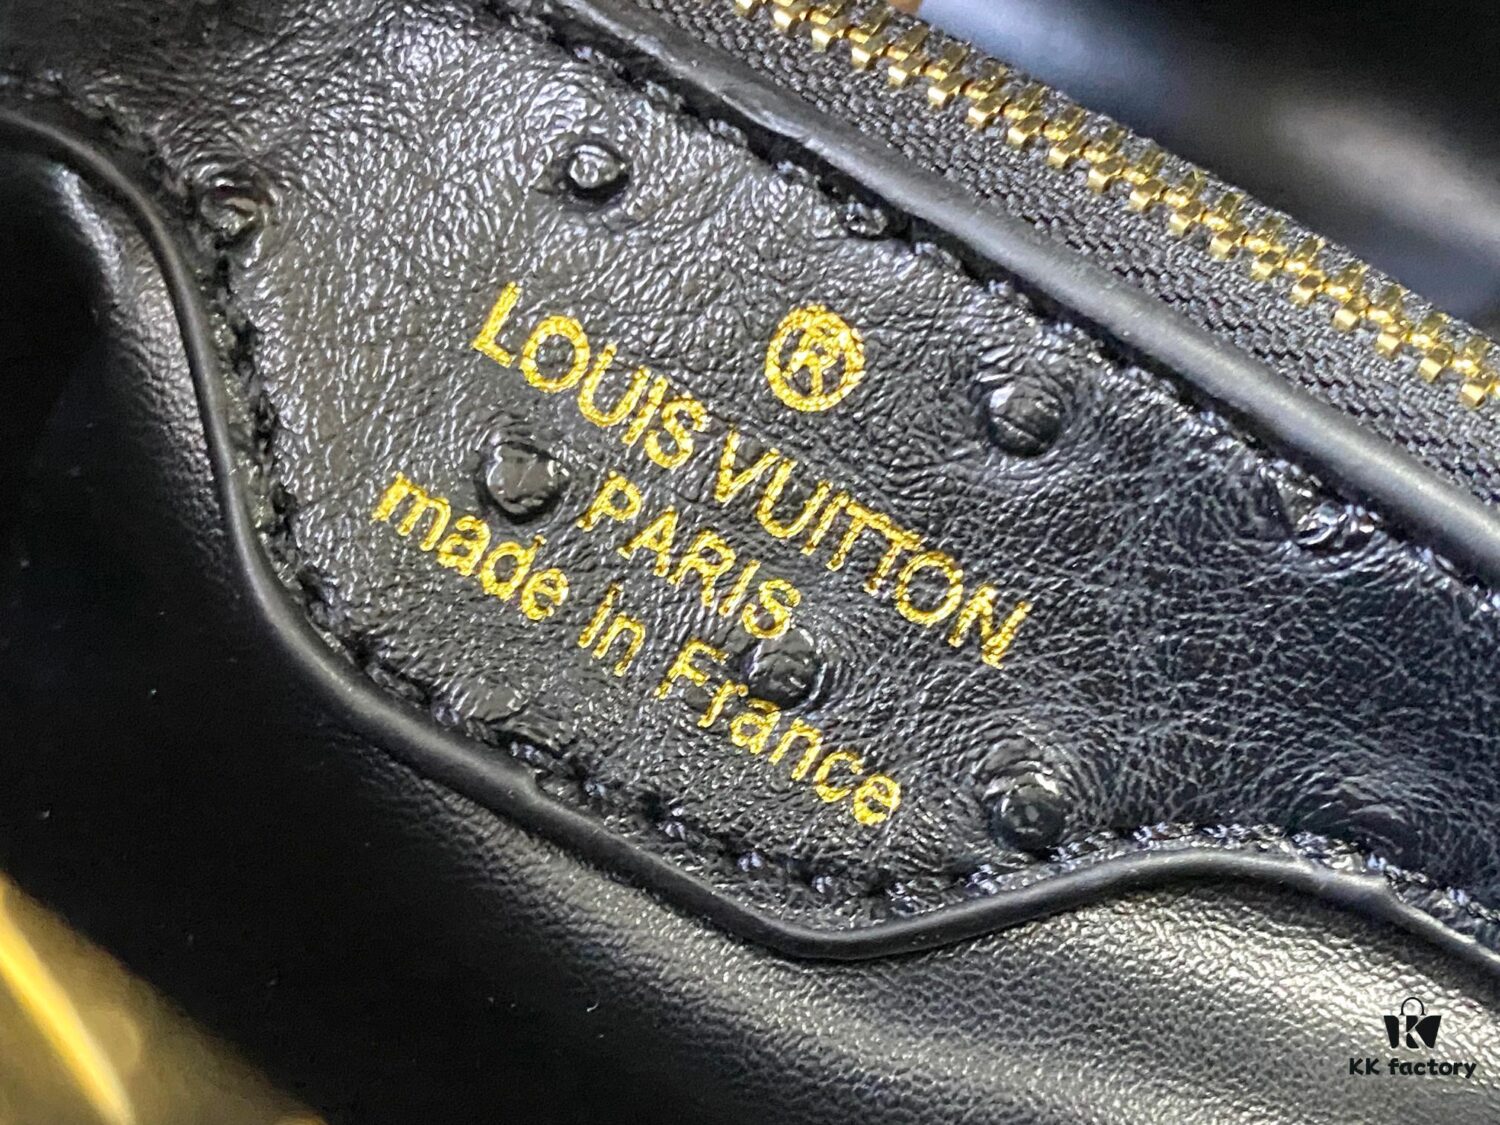 ®
LOUIS VUITTON
PARIS
made in France
KK factory